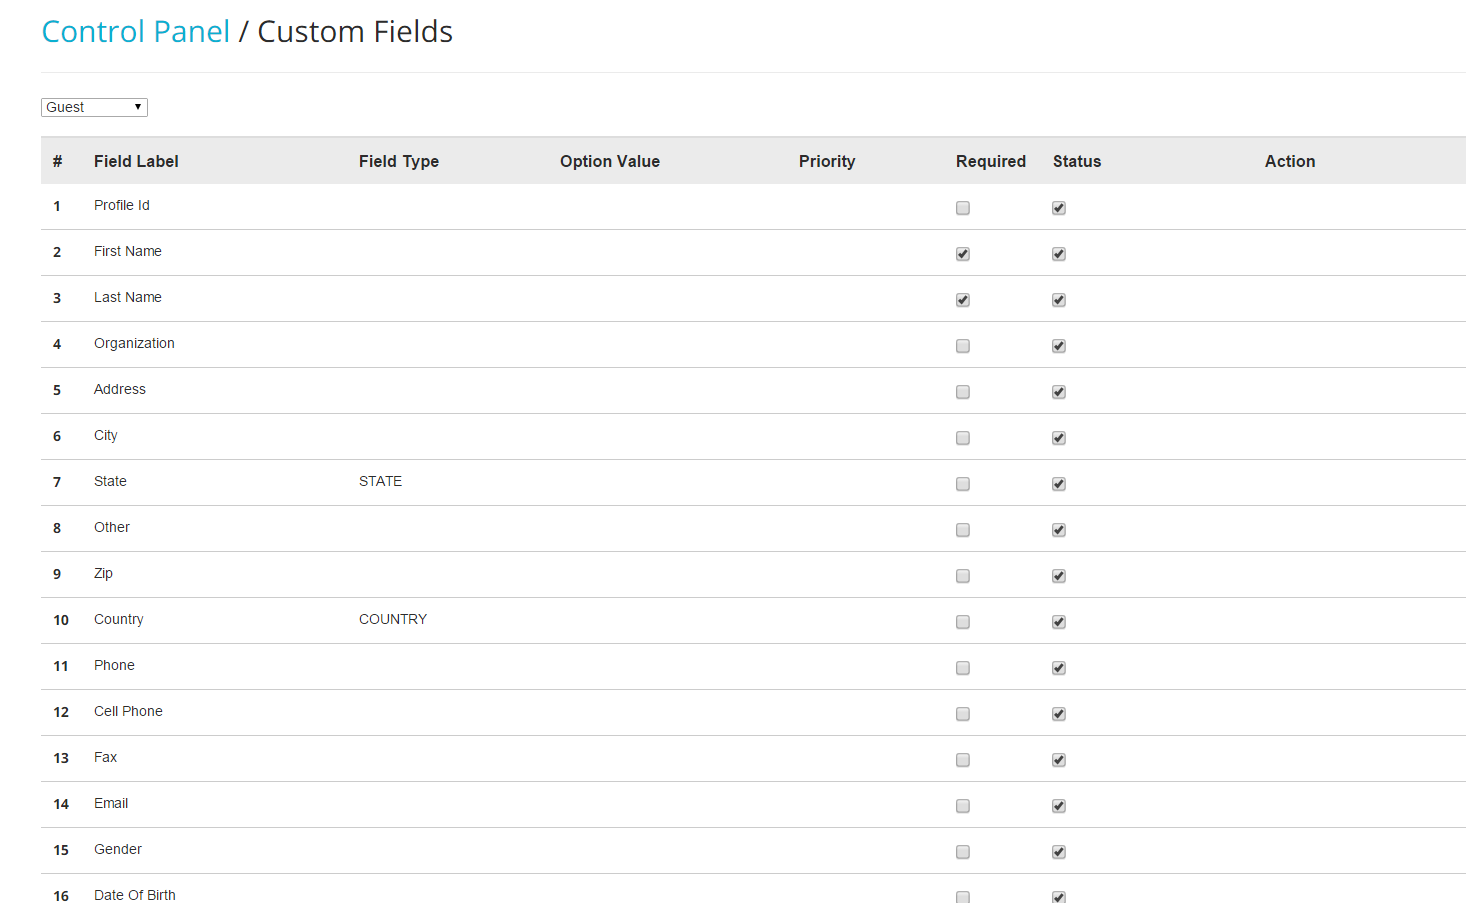 Control Panel / Custom Fields
Guest
# Field Label Field Type Option Value Priority Required Status Action
1 Profile Id
2 First Name
3 Last Name
4 Organization
5 Address
6 City
7 State STATE
8 Other
9 Zip
10 Country COUNTRY
11 Phone
12 Cell Phone
13 Fax
14 Email
15 Gender
16 Date Of Birth